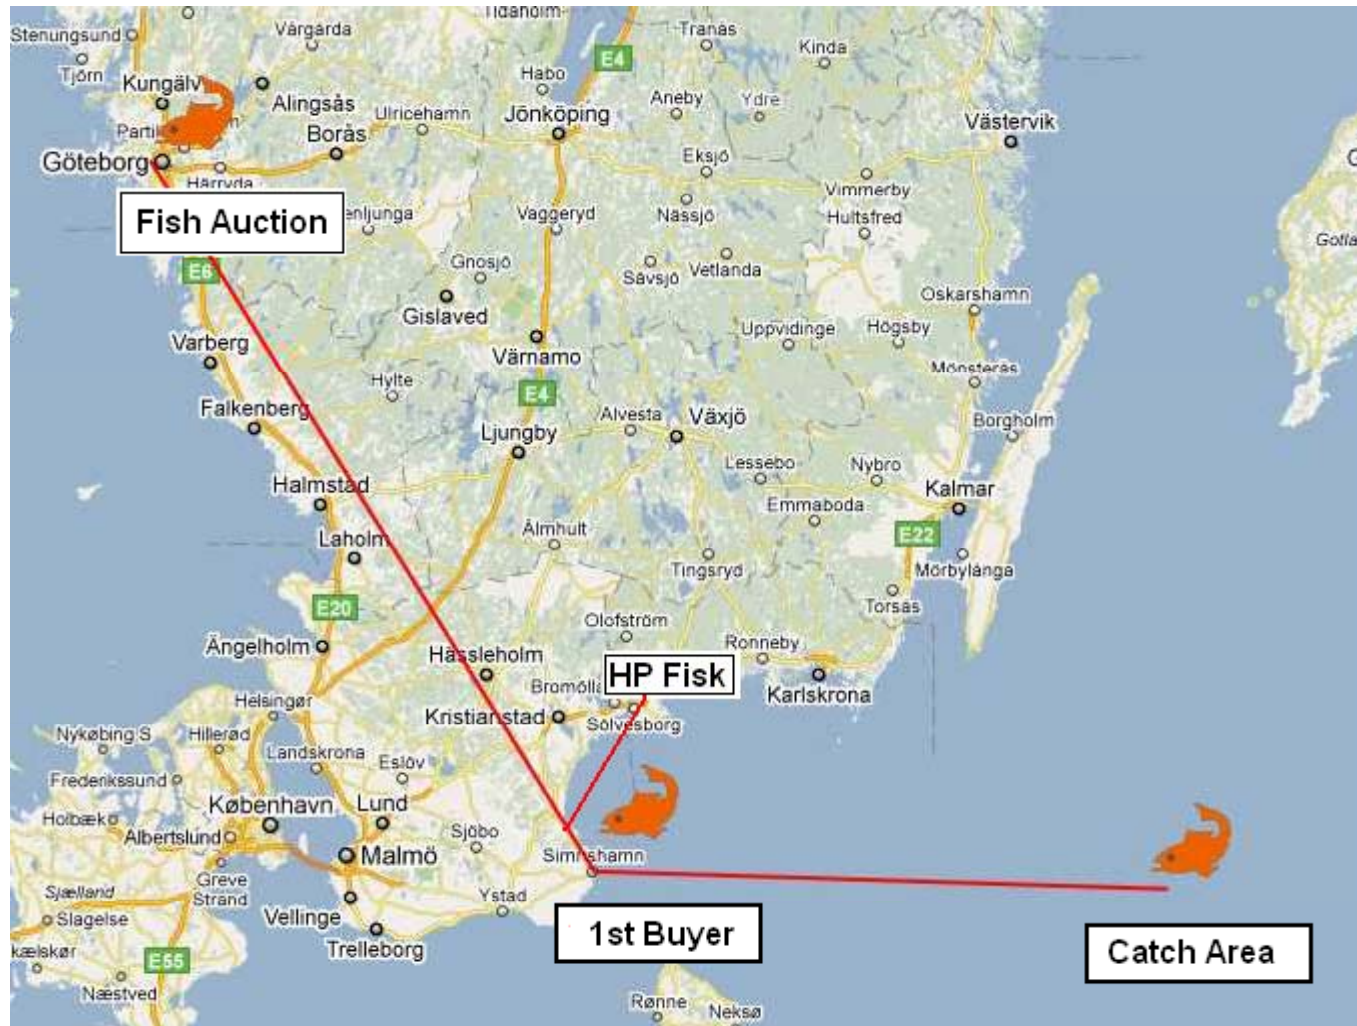 Tidaholm
Stenungsund
Vårgårda
Tranås
Kinda
E4
Tjörn
Kungälv
Alingsås
Habo
Aneby
Ydre
Ulricehamn
Jönköping
Västervik
Borås
Göteborg
Eksjö
Härryda
Vimmerby
Fish Auction
Vaggeryd
Nässjö
Hultsfred
E6
Gnosjö
Sävsjö
Vetlanda
Gislaved
Oskarshamn
Varberg
Värnamo
Uppvidinge
Högsby
Mönsterås
Hylte
E4
Falkenberg
Alvesta
Växjö
Borgholm
Ljungby
Lessebo
Nybro
Halmstad
Kalmar
Emmaboda
Laholm
Älmhult
E22
Tingsryd
Mörbylånga
E20
Torsås
Olofström
Ängelholm
Hässleholm
Ronneby
HP Fisk
Karlskrona
Helsingør
Kristianstad
Sölvesborg
Nykøbing S
Hillerød
Landskrona
Eslöv
Frederikssund
København
Lund
Holbæk
Albertslund
Sjöbo
Malmö
Simrishamn
Greve
Strand
Sjælland
Slagelse
Vellinge
Ystad
1st Buyer
Trelleborg
Catch Area
E55
Næstved
Rønne
Neksø